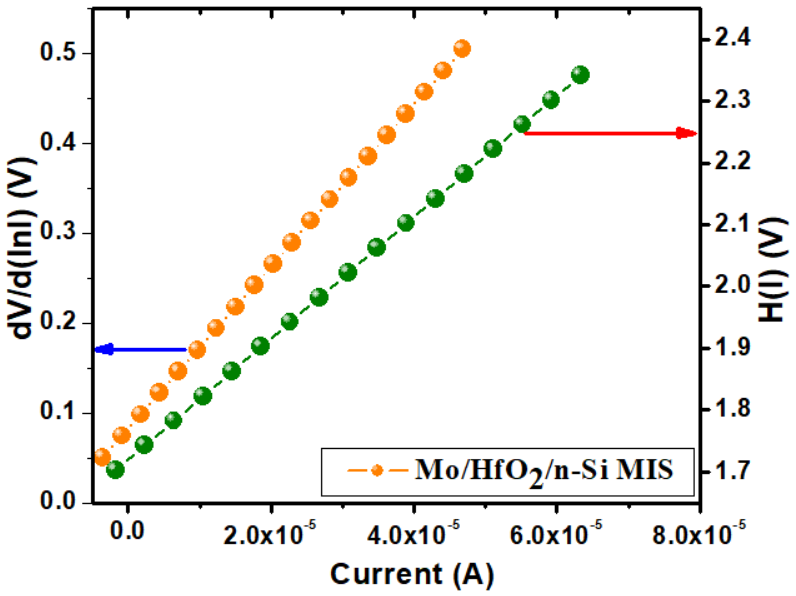 0.5
0.4
0.3
0.2
0.1
0.0
dV/d(lnI) (V)
2.4
2.3
2.2
2.1
2.0
1.9
1.8
1.7
H(I) (V)
Mo/HfO₂/n-Si MIS
0.0 2.0x10⁻⁵ 4.0x10⁻⁵ 6.0x10⁻⁵ 8.0x10⁻⁵
Current (A)